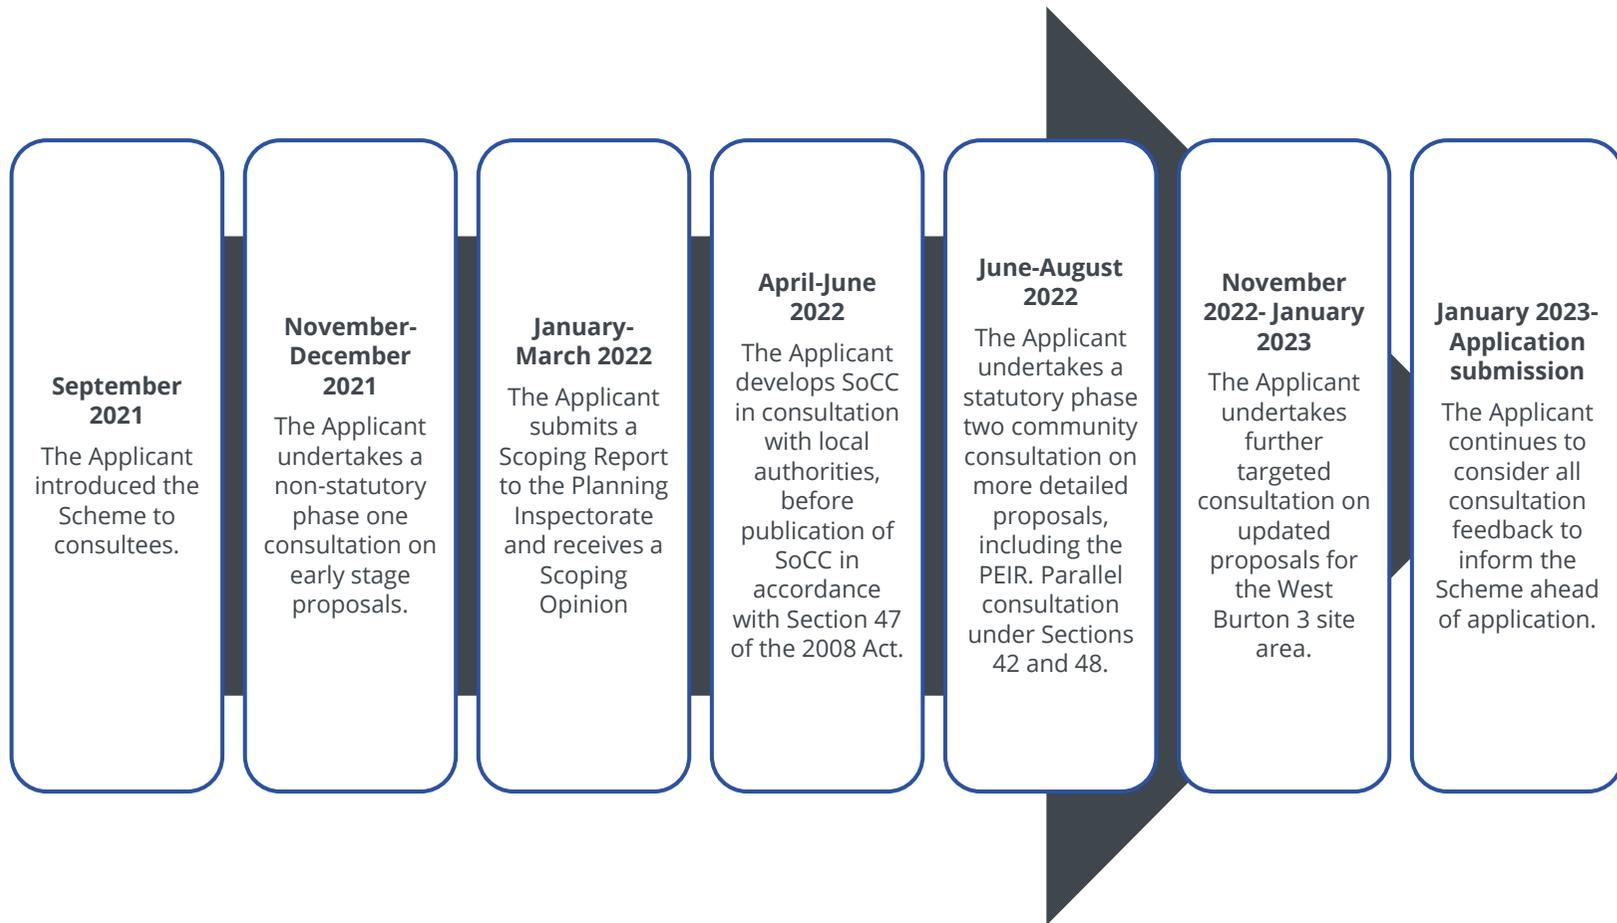 September
2021
The Applicant
introduced the
Scheme to
consultees.
November-
December
2021
The Applicant
undertakes a
non-statutory
phase one
consultation on
early stage
proposals.
January-
March 2022
The Applicant
submits a
Scoping Report
to the Planning
Inspectorate
and receives a
Scoping
Opinion
April-June
2022
The Applicant
develops SoCC
in consultation
with local
authorities,
before
publication of
SoCC in
accordance
with Section 47
of the 2008 Act.
June-August
2022
The Applicant
undertakes a
statutory phase
two community
consultation on
more detailed
proposals,
including the
PEIR. Parallel
consultation
under Sections
42 and 48.
November
2022- January
2023
The Applicant
undertakes
further
targeted
consultation on
updated
proposals for
the West
Burton 3 site
area.
January 2023-
Application
submission
The Applicant
continues to
consider all
consultation
feedback to
inform the
Scheme ahead
of application.